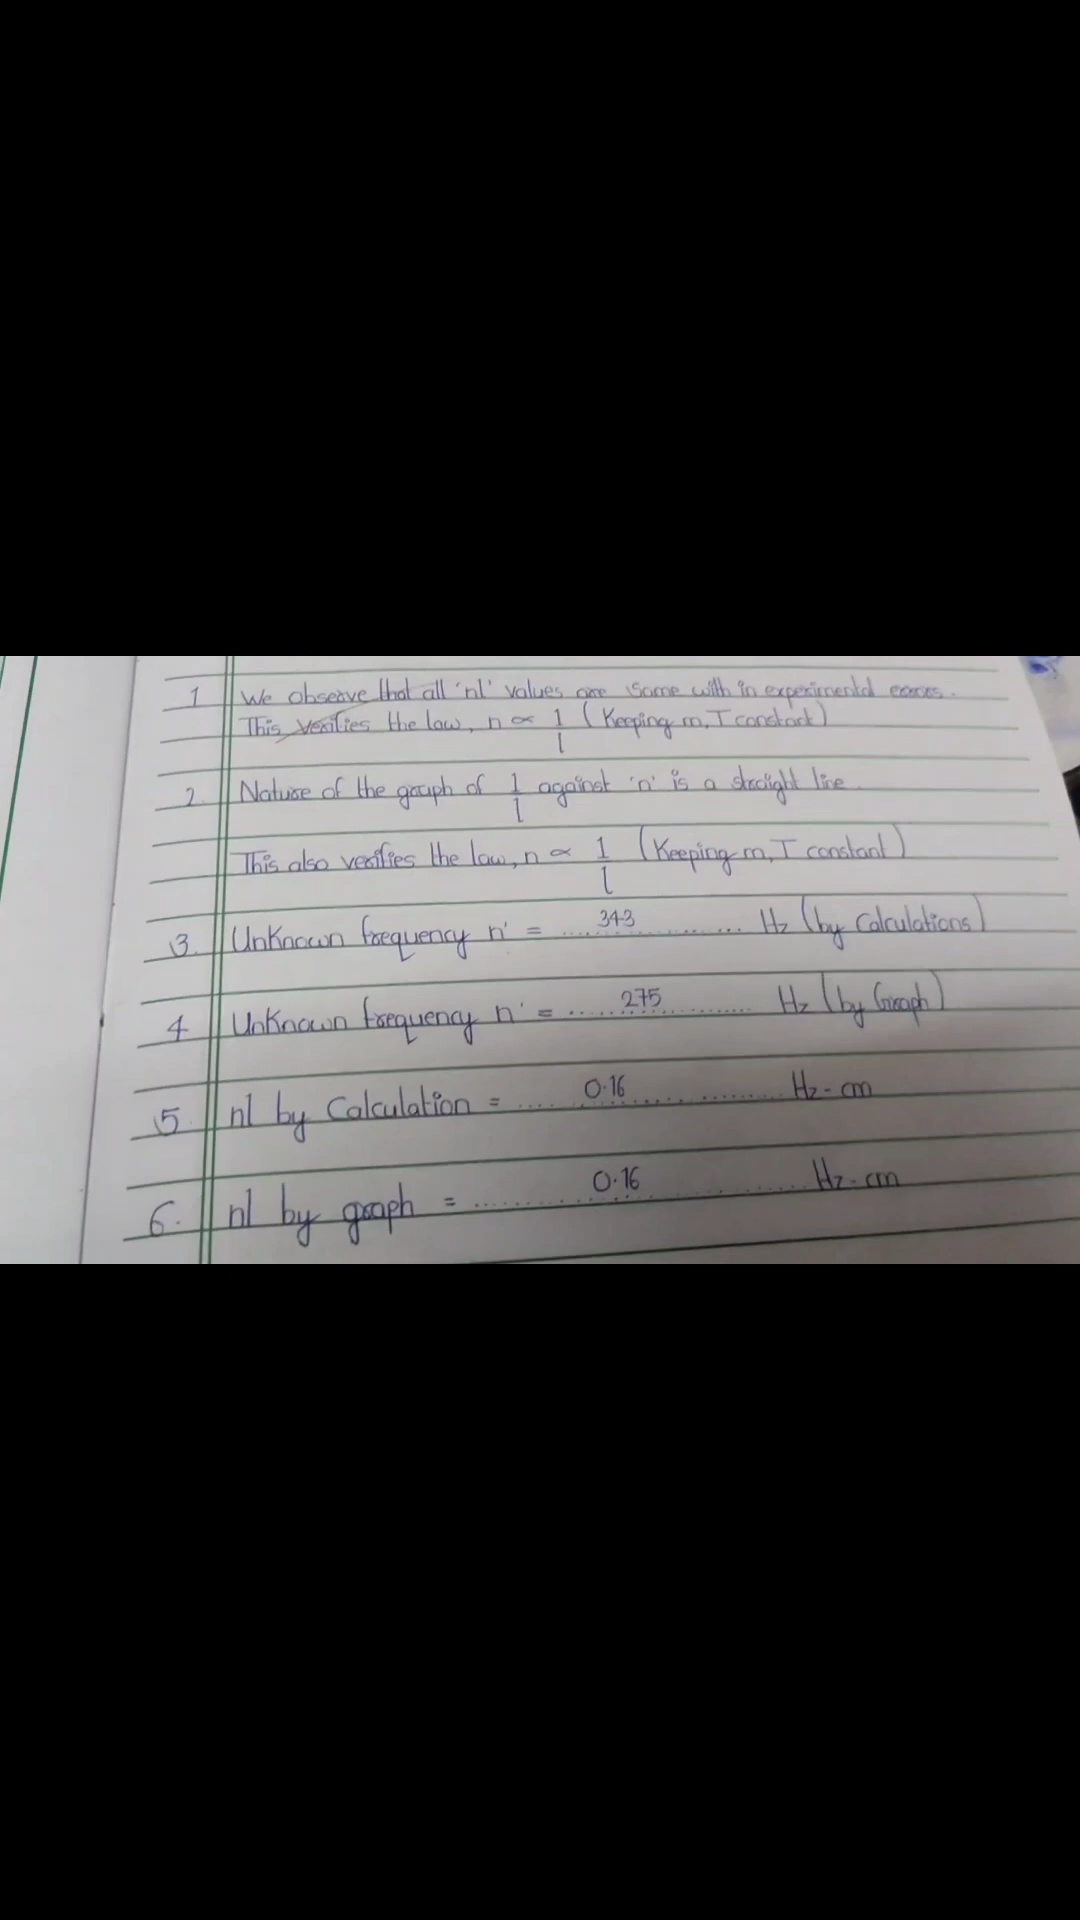 1 We observe that all 'nl' values are same with in experimental errors.
This verifies the law, n ∝ 1/l (Keeping m, T constant)
2. Nature of the graph of 1/l against 'n' is a straight line.
This also verifies the law, n ∝ 1/l (Keeping m, T constant)
3. Unknown frequency n' = ....343.... Hz (by Calculations)
4 Unknown frequency n' = ....275.... Hz (by Graph)
5. nl by Calculation = ....0.16.... Hz-cm
6. nl by graph = ....0.16.... Hz-cm